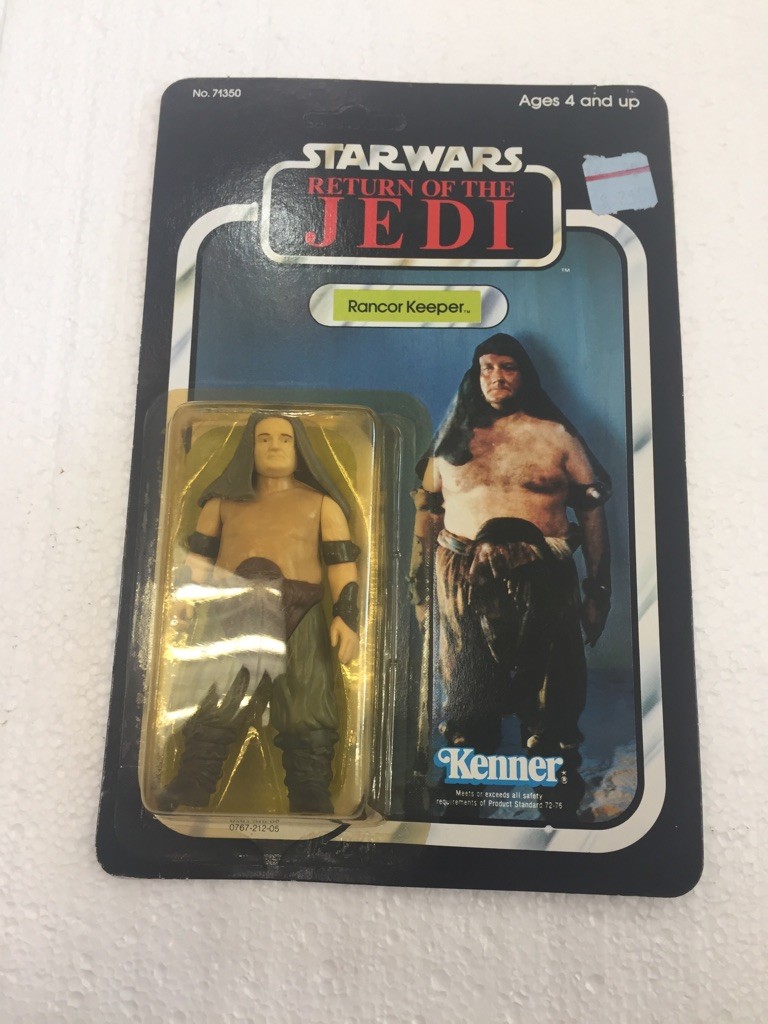 No. 71350
Ages 4 and up
STAR WARS
RETURN OF THE
JEDI
™
Rancor Keeper™
Kenner®
Meets or exceeds all safety
requirements of Product Standard 72-76
0767-212-05